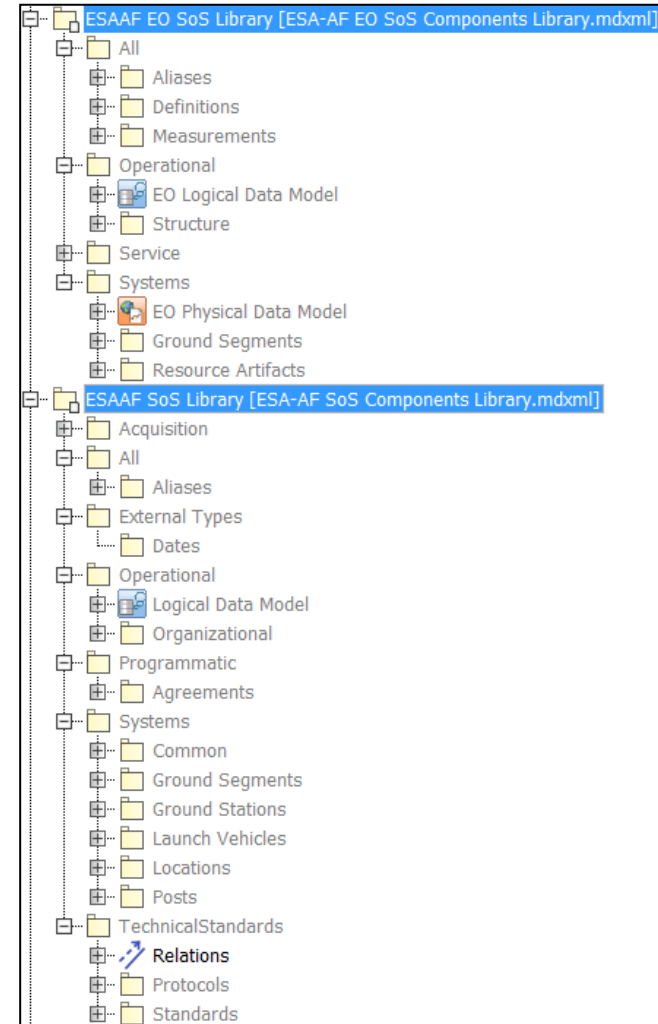 ESAAF EO SoS Library [ESA-AF EO SoS Components Library.mdxml]
All
Aliases
Definitions
Measurements
Operational
EO Logical Data Model
Structure
Service
Systems
EO Physical Data Model
Ground Segments
Resource Artifacts
ESAAF SoS Library [ESA-AF SoS Components Library.mdxml]
Acquisition
All
Aliases
External Types
Dates
Operational
Logical Data Model
Organizational
Programmatic
Agreements
Systems
Common
Ground Segments
Ground Stations
Launch Vehicles
Locations
Posts
TechnicalStandards
Relations
Protocols
Standards